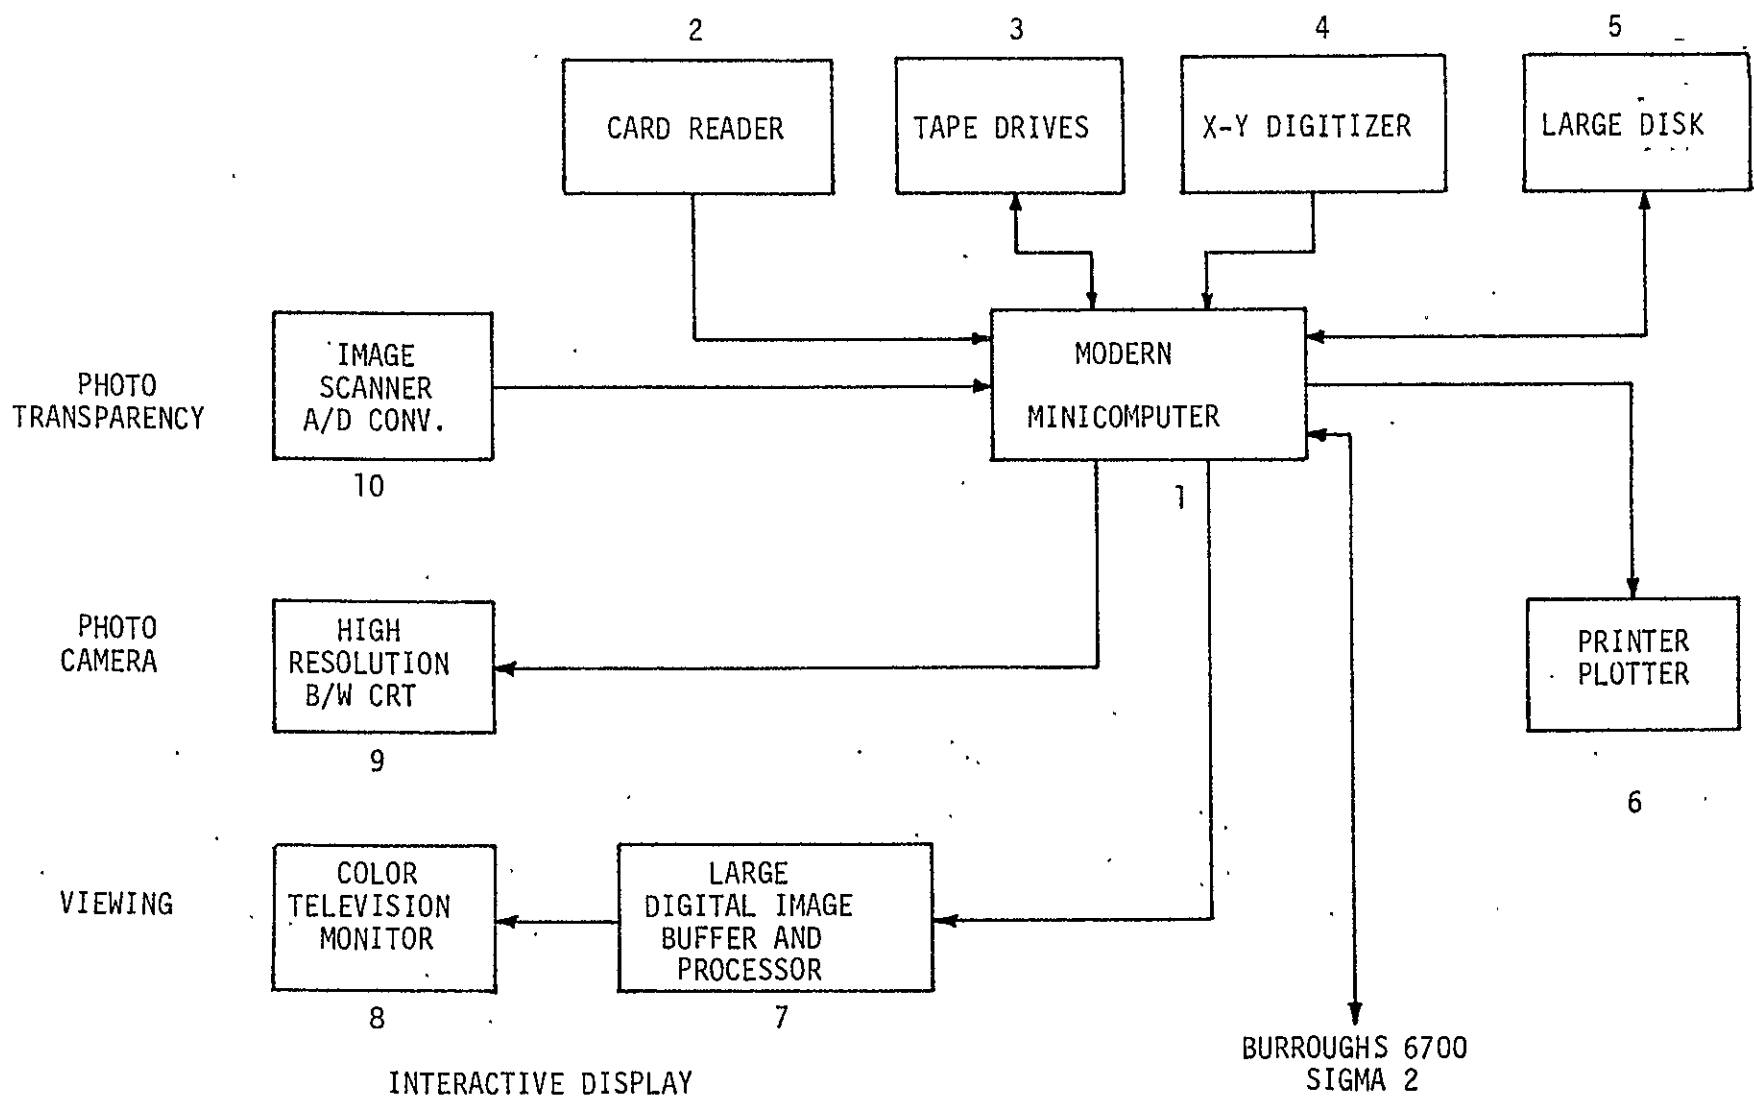 2
3
4
5
CARD READER
TAPE DRIVES
X-Y DIGITIZER
LARGE DISK
PHOTO
TRANSPARENCY
IMAGE
SCANNER
A/D CONV.
10
MODERN
MINICOMPUTER
1
PHOTO
CAMERA
HIGH
RESOLUTION
B/W CRT
9
PRINTER
PLOTTER
6
VIEWING
COLOR
TELEVISION
MONITOR
8
LARGE
DIGITAL IMAGE
BUFFER AND
PROCESSOR
7
INTERACTIVE DISPLAY
BURROUGHS 6700
SIGMA 2